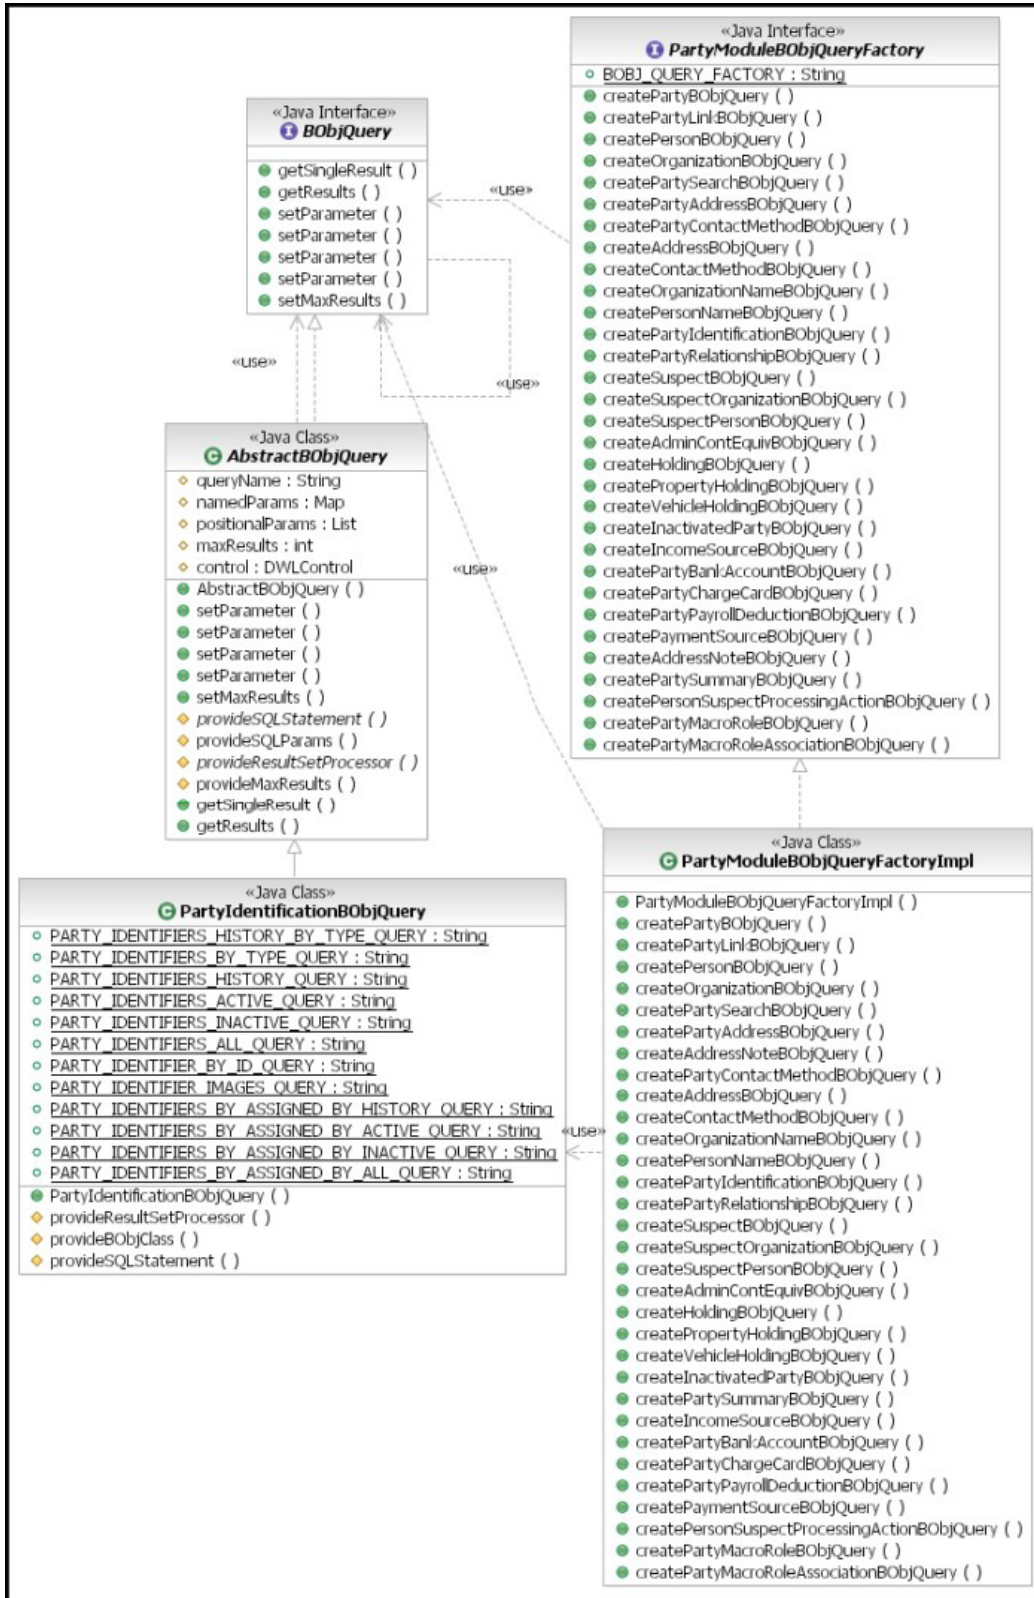 «Java Interface»
PartyModuleBObjQueryFactory
BOBJ_QUERY_FACTORY : String
createPartyBObjQuery ( )
createPartyLinkBObjQuery ( )
createPersonBObjQuery ( )
createOrganizationBObjQuery ( )
createPartySearchBObjQuery ( )
createPartyAddressBObjQuery ( )
createPartyContactMethodBObjQuery ( )
createAddressBObjQuery ( )
createContactMethodBObjQuery ( )
createOrganizationNameBObjQuery ( )
createPersonNameBObjQuery ( )
createPartyIdentificationBObjQuery ( )
createPartyRelationshipBObjQuery ( )
createSuspectBObjQuery ( )
createSuspectOrganizationBObjQuery ( )
createSuspectPersonBObjQuery ( )
createAdminContEquivBObjQuery ( )
createHoldingBObjQuery ( )
createPropertyHoldingBObjQuery ( )
createVehicleHoldingBObjQuery ( )
createInactivatedPartyBObjQuery ( )
createIncomeSourceBObjQuery ( )
createPartyBankAccountBObjQuery ( )
createPartyChargeCardBObjQuery ( )
createPartyPayrollDeductionBObjQuery ( )
createPaymentSourceBObjQuery ( )
createAddressNoteBObjQuery ( )
createPartySummaryBObjQuery ( )
createPersonSuspectProcessingActionBObjQuery ( )
createPartyMacroRoleBObjQuery ( )
createPartyMacroRoleAssociationBObjQuery ( )
«Java Interface»
BObjQuery
getSingleResult ( )
getResults ( )
setParameter ( )
setParameter ( )
setParameter ( )
setParameter ( )
setMaxResults ( )
«use»
«use»
«use»
«use»
«Java Class»
AbstractBObjQuery
queryName : String
namedParams : Map
positionalParams : List
maxResults : int
control : DWLControl
AbstractBObjQuery ( )
setParameter ( )
setParameter ( )
setParameter ( )
setParameter ( )
setMaxResults ( )
provideSQLStatement ( )
provideSQLParams ( )
provideResultSetProcessor ( )
provideMaxResults ( )
getSingleResult ( )
getResults ( )
«Java Class»
PartyIdentificationBObjQuery
PARTY_IDENTIFIERS_HISTORY_BY_TYPE_QUERY : String
PARTY_IDENTIFIERS_BY_TYPE_QUERY : String
PARTY_IDENTIFIERS_HISTORY_QUERY : String
PARTY_IDENTIFIERS_ACTIVE_QUERY : String
PARTY_IDENTIFIERS_INACTIVE_QUERY : String
PARTY_IDENTIFIERS_ALL_QUERY : String
PARTY_IDENTIFIER_BY_ID_QUERY : String
PARTY_IDENTIFIER_IMAGES_QUERY : String
PARTY_IDENTIFIERS_BY_ASSIGNED_BY_HISTORY_QUERY : String
PARTY_IDENTIFIERS_BY_ASSIGNED_BY_ACTIVE_QUERY : String
PARTY_IDENTIFIERS_BY_ASSIGNED_BY_INACTIVE_QUERY : String
PARTY_IDENTIFIERS_BY_ASSIGNED_BY_ALL_QUERY : String
PartyIdentificationBObjQuery ( )
provideResultSetProcessor ( )
provideBObjClass ( )
provideSQLStatement ( )
«use»
«Java Class»
PartyModuleBObjQueryFactoryImpl
PartyModuleBObjQueryFactoryImpl ( )
createPartyBObjQuery ( )
createPartyLinkBObjQuery ( )
createPersonBObjQuery ( )
createOrganizationBObjQuery ( )
createPartySearchBObjQuery ( )
createPartyAddressBObjQuery ( )
createAddressNoteBObjQuery ( )
createPartyContactMethodBObjQuery ( )
createAddressBObjQuery ( )
createContactMethodBObjQuery ( )
createOrganizationNameBObjQuery ( )
createPersonNameBObjQuery ( )
createPartyIdentificationBObjQuery ( )
createPartyRelationshipBObjQuery ( )
createSuspectBObjQuery ( )
createSuspectOrganizationBObjQuery ( )
createSuspectPersonBObjQuery ( )
createAdminContEquivBObjQuery ( )
createHoldingBObjQuery ( )
createPropertyHoldingBObjQuery ( )
createVehicleHoldingBObjQuery ( )
createInactivatedPartyBObjQuery ( )
createPartySummaryBObjQuery ( )
createIncomeSourceBObjQuery ( )
createPartyBankAccountBObjQuery ( )
createPartyChargeCardBObjQuery ( )
createPartyPayrollDeductionBObjQuery ( )
createPaymentSourceBObjQuery ( )
createPersonSuspectProcessingActionBObjQuery ( )
createPartyMacroRoleBObjQuery ( )
createPartyMacroRoleAssociationBObjQuery ( )